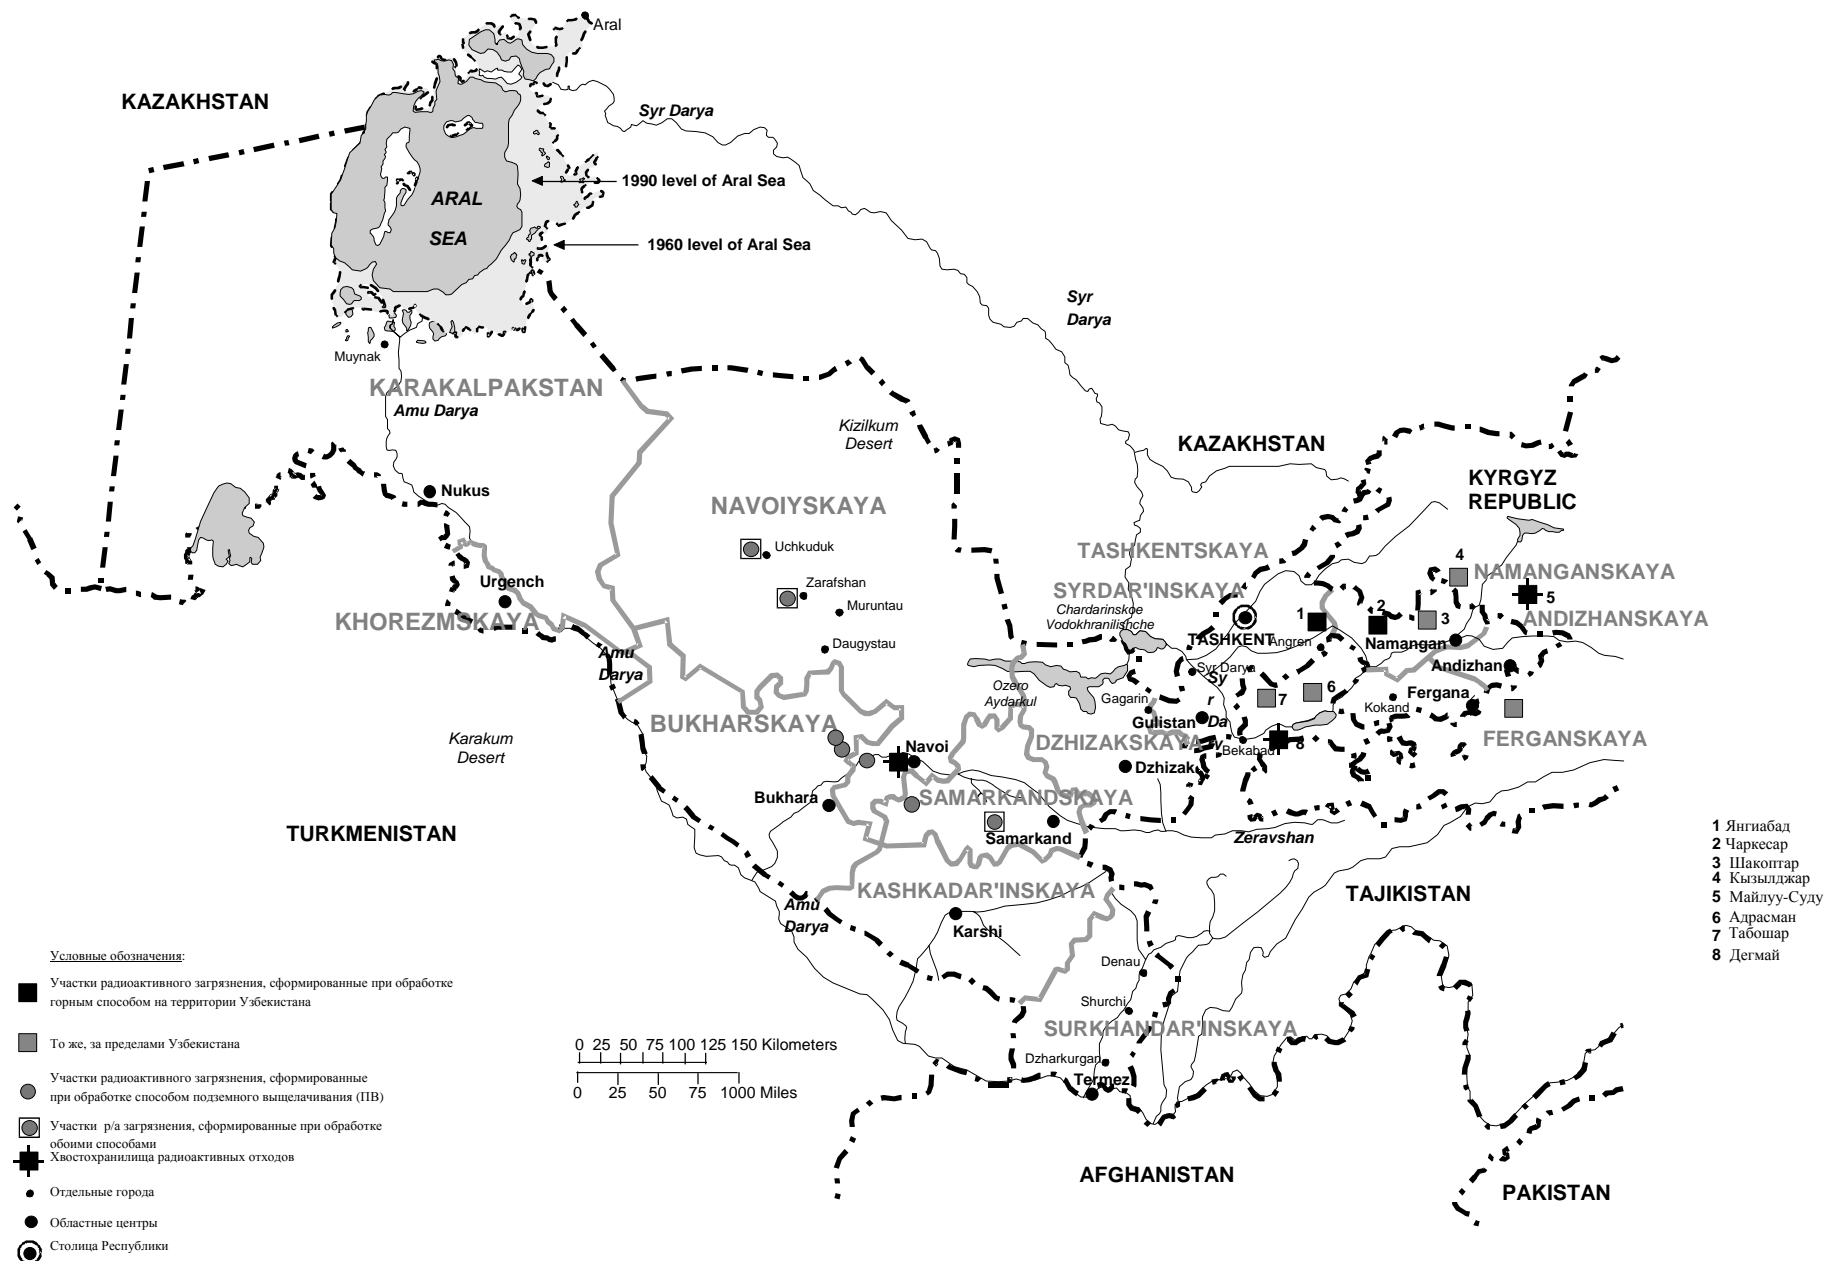 Aral
KAZAKHSTAN
Syr Darya
1990 level of Aral Sea
ARAL
SEA
1960 level of Aral Sea
Syr
Darya
Muynak
KARAKALPAKSTAN
Amu Darya
Kizilkum
Desert
KAZAKHSTAN
KYRGYZ
REPUBLIC
Nukus
NAVOIYSKAYA
Uchkuduk
TASHKENTSKAYA
4
NAMANGANSKAYA
Urgench
Zarafshan
SYRDAR'INSKAYA
5
Muruntau
Chardarinskoe
Vodokhranilishche
1
2
3
ANDIZHANSKAYA
KHOREZMSKAYA
Daugystau
TASHKENT
Angren
Namangan
Amu
Darya
Syr Darya
Andizhan
Ozero
Aydarkul
Gagarin
Sy
r
Da
7
6
Kokand
Fergana
BUKHARSKAYA
Gulistan
Karakum
Desert
Navoi
DZHIZAKSKAYA
Bekabad
8
FERGANSKAYA
Dzhizak
Bukhara
SAMARKANDSKAYA
TURKMENISTAN
Samarkand
Zeravshan
1 Янгиабад
2 Чаркесар
3 Шакоптар
4 Кызылджар
5 Майлуу-Суду
6 Адрасман
7 Табошар
8 Дегмай
KASHKADAR'INSKAYA
TAJIKISTAN
Amu
Darya
Karshi
Denau
Shurchi
SURKHANDAR'INSKAYA
Dzharkurgan
Termez
AFGHANISTAN
PAKISTAN
0 25 50 75 100 125 150 Kilometers
0 25 50 75 1000 Miles
Условные обозначения:
Участки радиоактивного загрязнения, сформированные при обработке
горным способом на территории Узбекистана
То же, за пределами Узбекистана
Участки радиоактивного загрязнения, сформированные
при обработке способом подземного выщелачивания (ПВ)
Участки р/а загрязнения, сформированные при обработке
обоими способами
Хвостохранилища радиоактивных отходов
Отдельные города
Областные центры
Столица Республики